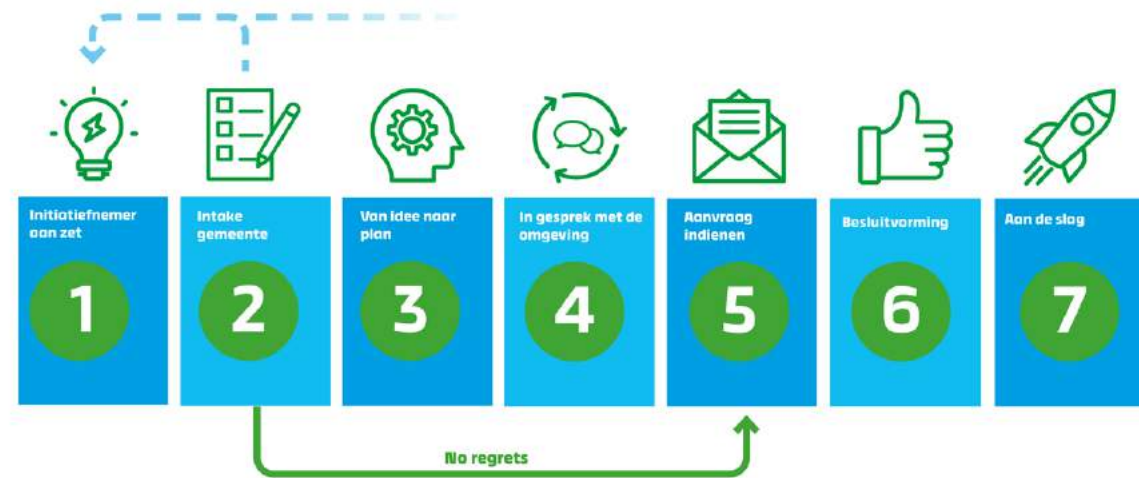 Initiatiefnemer
aan zet
1
Intake
gemeente
2
Van idee naar
plan
3
In gesprek met de
omgeving
4
Aanvraag
indienen
5
Besluitvorming
6
Aan de slag
7
No regrets